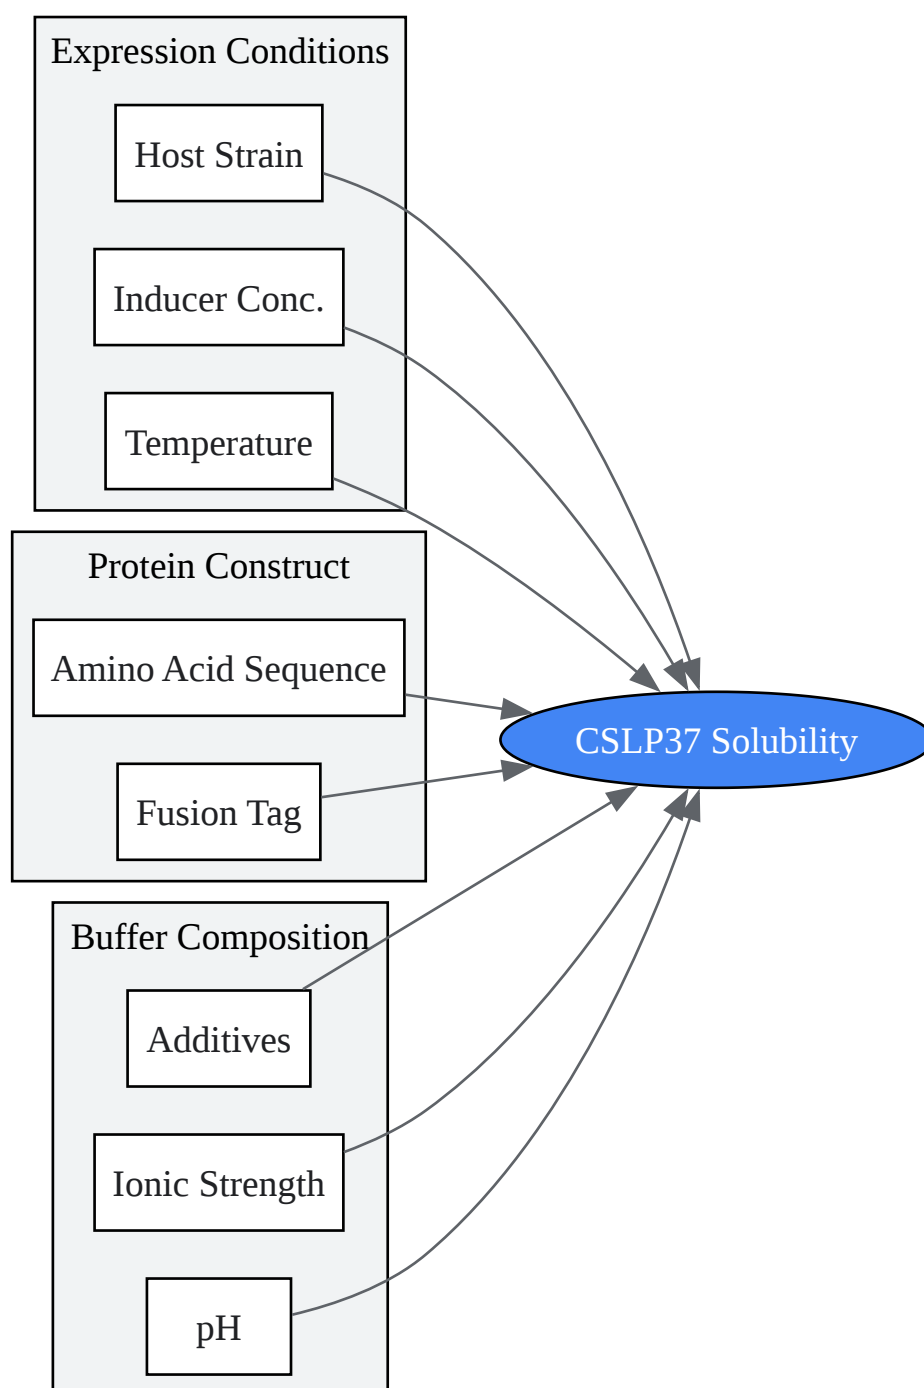 Expression Conditions
Host Strain
Inducer Conc.
Temperature
Protein Construct
Amino Acid Sequence
Fusion Tag
CSLP37 Solubility
Buffer Composition
Additives
Ionic Strength
pH